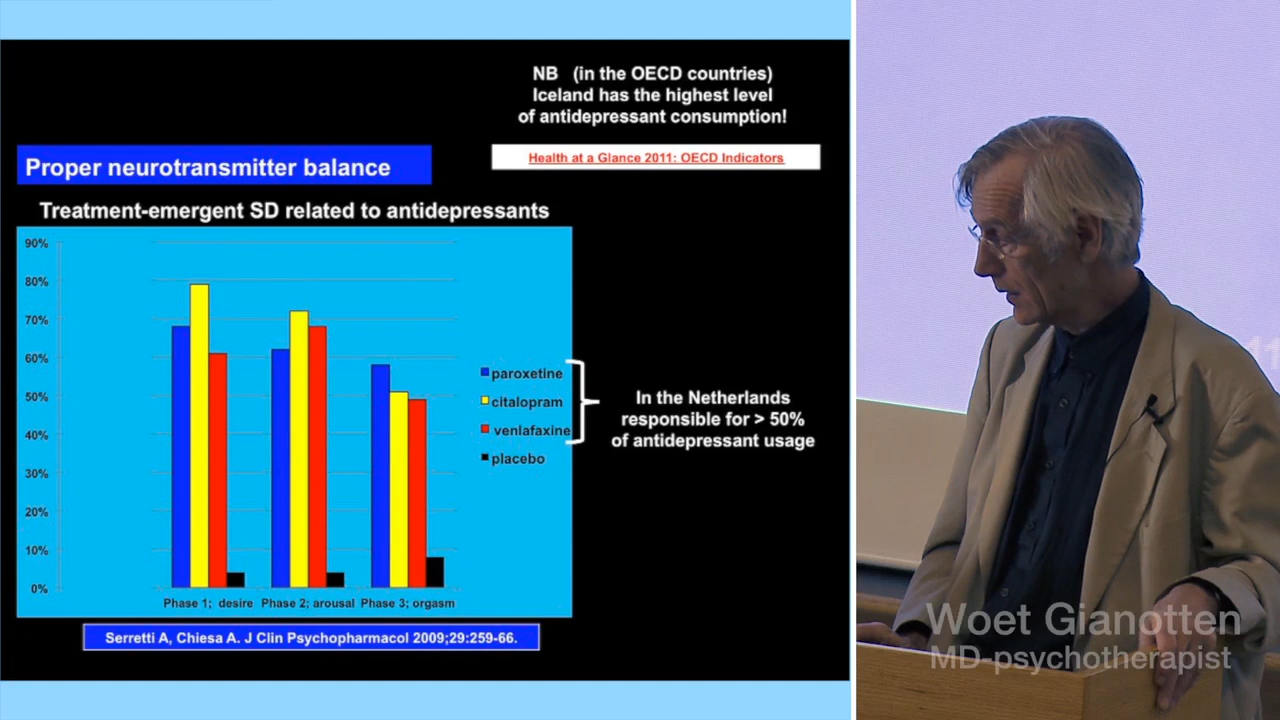 NB (in the OECD countries)
Iceland has the highest level
of antidepressant consumption!
Health at a Glance 2011: OECD Indicators
Proper neurotransmitter balance
Treatment-emergent SD related to antidepressants
90%
80%
70%
60%
50%
40%
30%
20%
10%
0%
Phase 1; desire
Phase 2; arousal
Phase 3; orgasm
paroxetine
citalopram
venlafaxine
placebo
In the Netherlands
responsible for > 50%
of antidepressant usage
Serretti A, Chiesa A. J Clin Psychopharmacol 2009;29:259-66.
11
Woet Gianotten
MD-psychotherapist